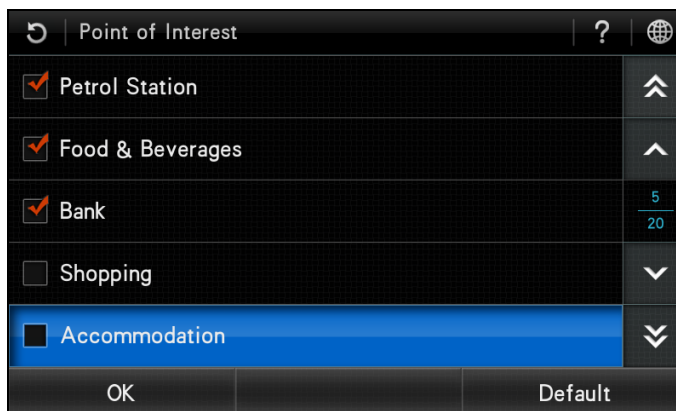 Point of Interest ?
Petrol Station
Food & Beverages
Bank
5
20
Shopping
Accommodation
OK
Default